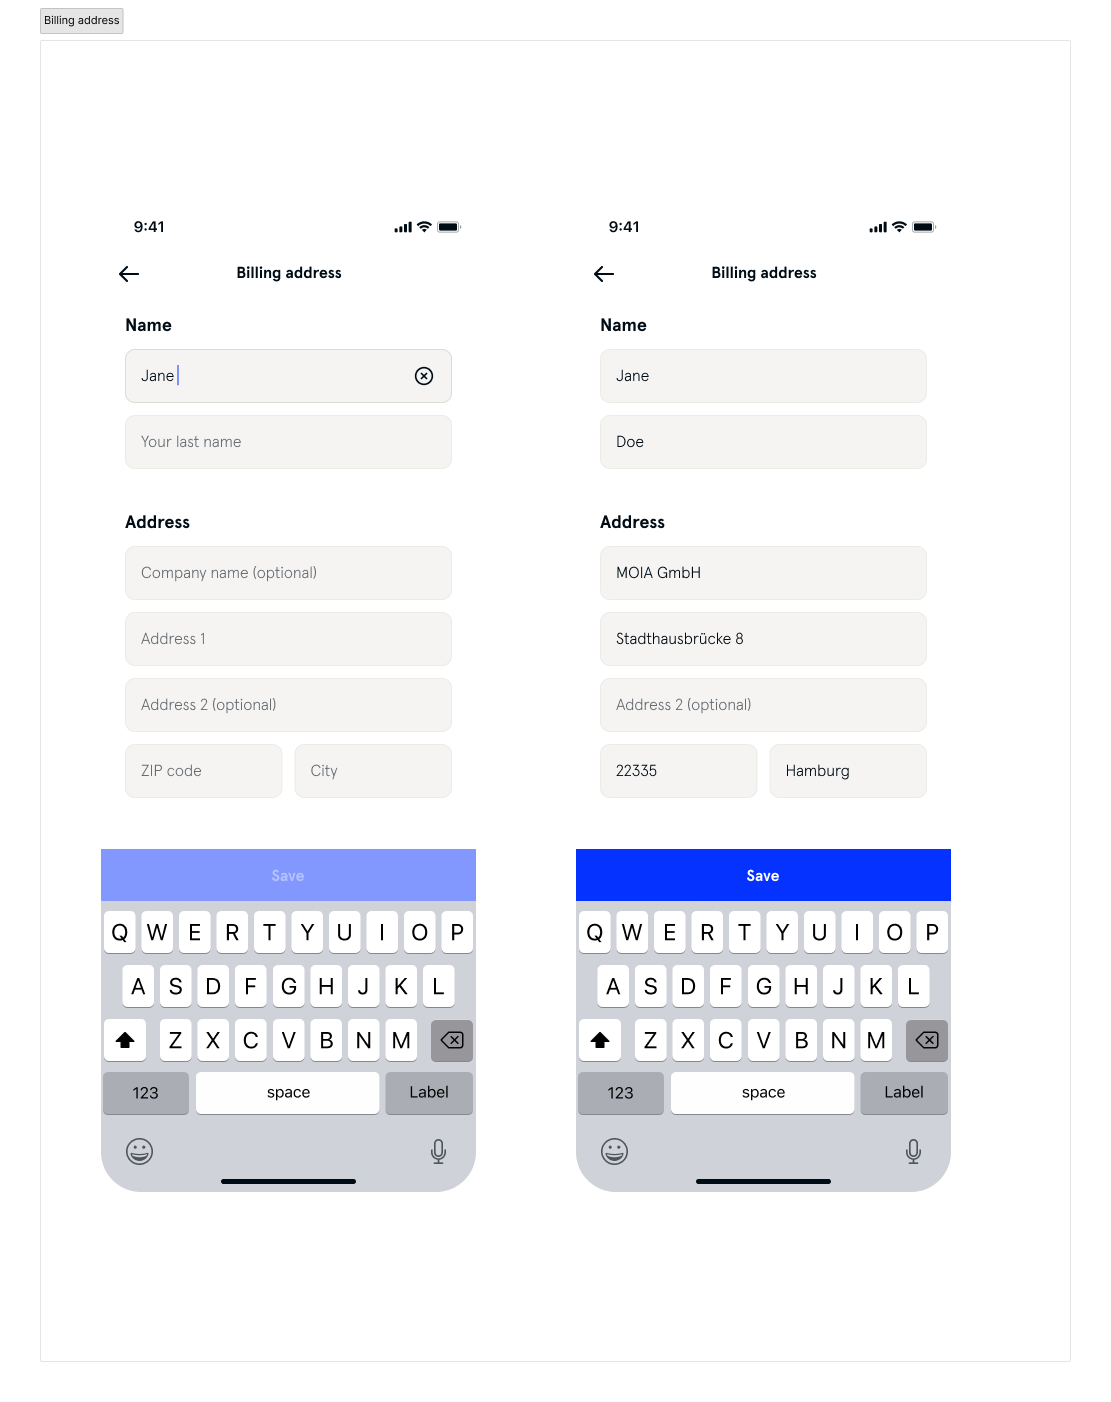 Billing address
9:41
Billing address
Name
Jane
Your last name
Address
Company name (optional)
Address 1
Address 2 (optional)
ZIP code City
Save
Q W E R T Y U I O P
A S D F G H J K L
Z X C V B N M
123 space Label
9:41
Billing address
Name
Jane
Doe
Address
MOIA GmbH
Stadthausbrücke 8
Address 2 (optional)
22335 Hamburg
Save
Q W E R T Y U I O P
A S D F G H J K L
Z X C V B N M
123 space Label